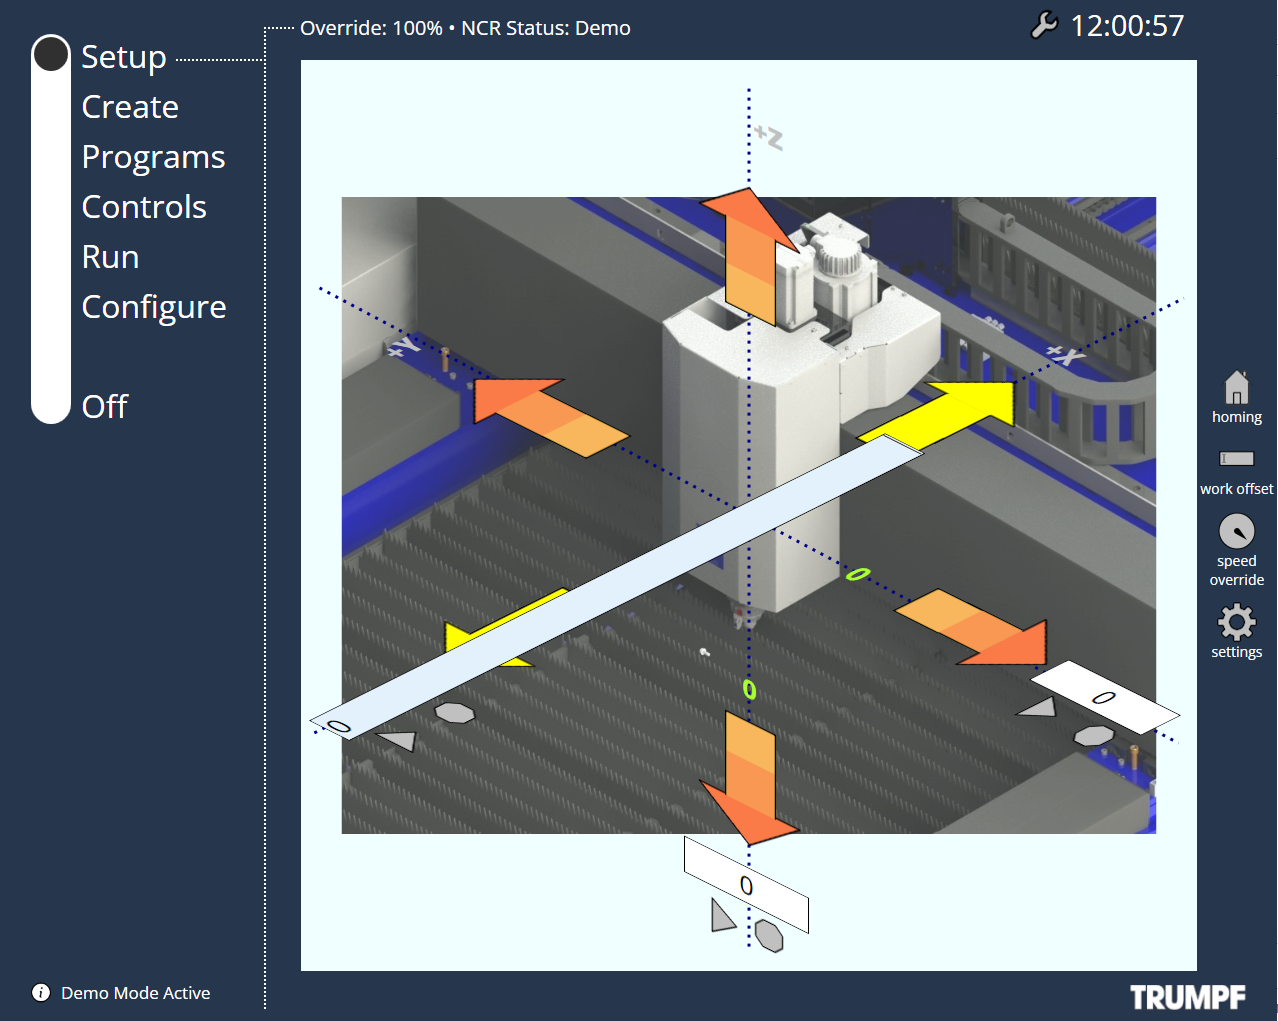 Override: 100% • NCR Status: Demo
12:00:57
Setup
Create
Programs
Controls
Run
Configure
Off
+Z
+Y
+X
homing
work offset
speed
override
settings
0
0
0
0
0
Demo Mode Active
TRUMPF